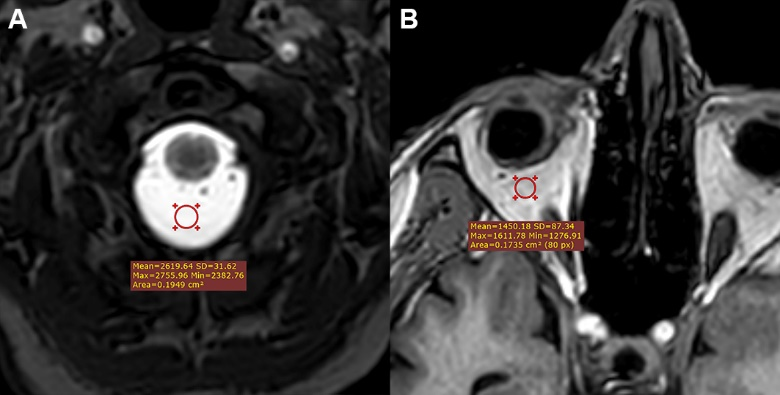 A
B
Mean=2619.64 SD=31.62
Max=2755.96 Min=2382.76
Area=0.1949 cm²
Mean=1450.18 SD=87.34
Max=1611.78 Min=1276.91
Area=0.1735 cm² (80 px)